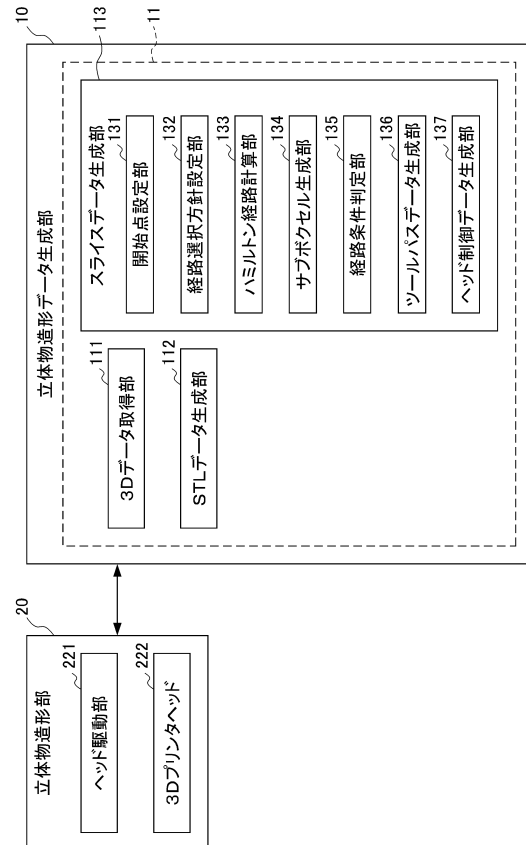 20
立体物造形部
221
ヘッド駆動部
222
3Dプリンタヘッド
10
立体物造形データ生成部
11
111
3Dデータ取得部
112
STLデータ生成部
113
スライスデータ生成部
131
開始点設定部
132
経路選択方針設定部
133
ハミルトン経路計算部
134
サブボクセル生成部
135
経路条件判定部
136
ツールパスデータ生成部
137
ヘッド制御データ生成部